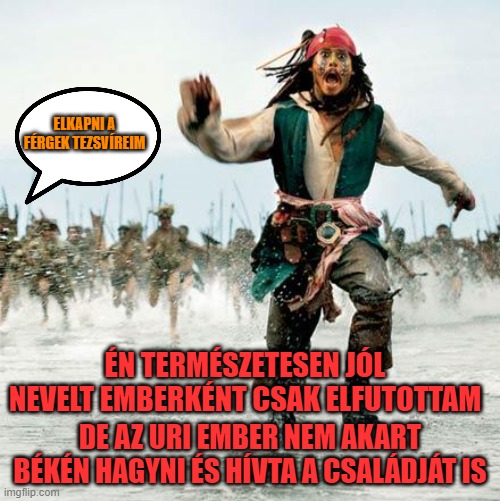 ELKAPNI A
FÉRGEK TEZSVÍREIM
ÉN TERMÉSZETESEN JÓL
NEVELT EMBERKÉNT CSAK ELFUTOTTAM
DE AZ URI EMBER NEM AKART
BÉKÉN HAGYNI ÉS HÍVTA A CSALÁDJÁT IS
imgflip.com